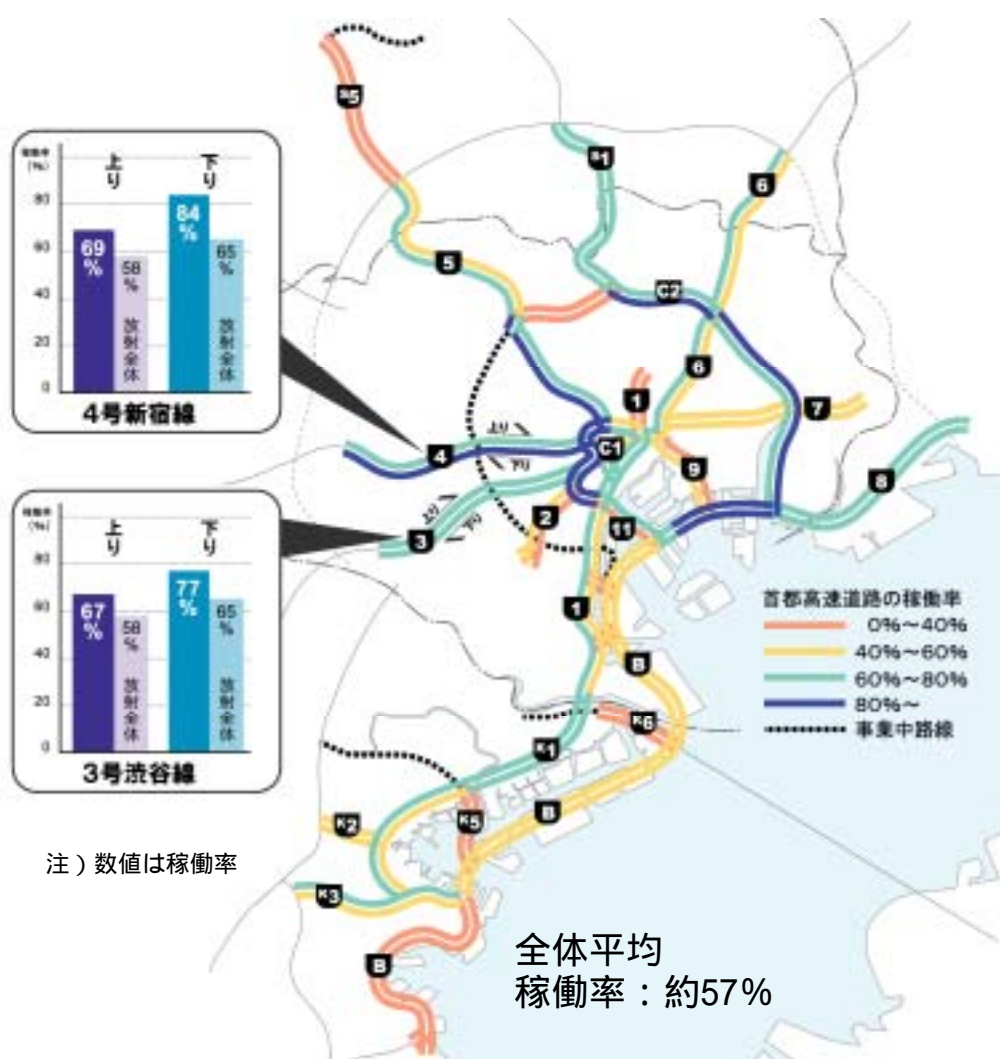 稼働率
(%)
上り
下り
80
60
40
20
0
69
%
58
%
放射全体
84
%
65
%
放射全体
4号新宿線
稼働率
(%)
上り
下り
80
60
40
20
0
67
%
58
%
放射全体
77
%
65
%
放射全体
3号渋谷線
注）数値は稼働率
S5
S1
6
5
C2
6
1
7
上り
4
C1
下り
9
8
上り
3
下り
2
11
1
B
K6
K1
B
K5
K2
K3
B
首都高速道路の稼働率
0%～40%
40%～60%
60%～80%
80%～
事業中路線
全体平均
稼働率：約57%